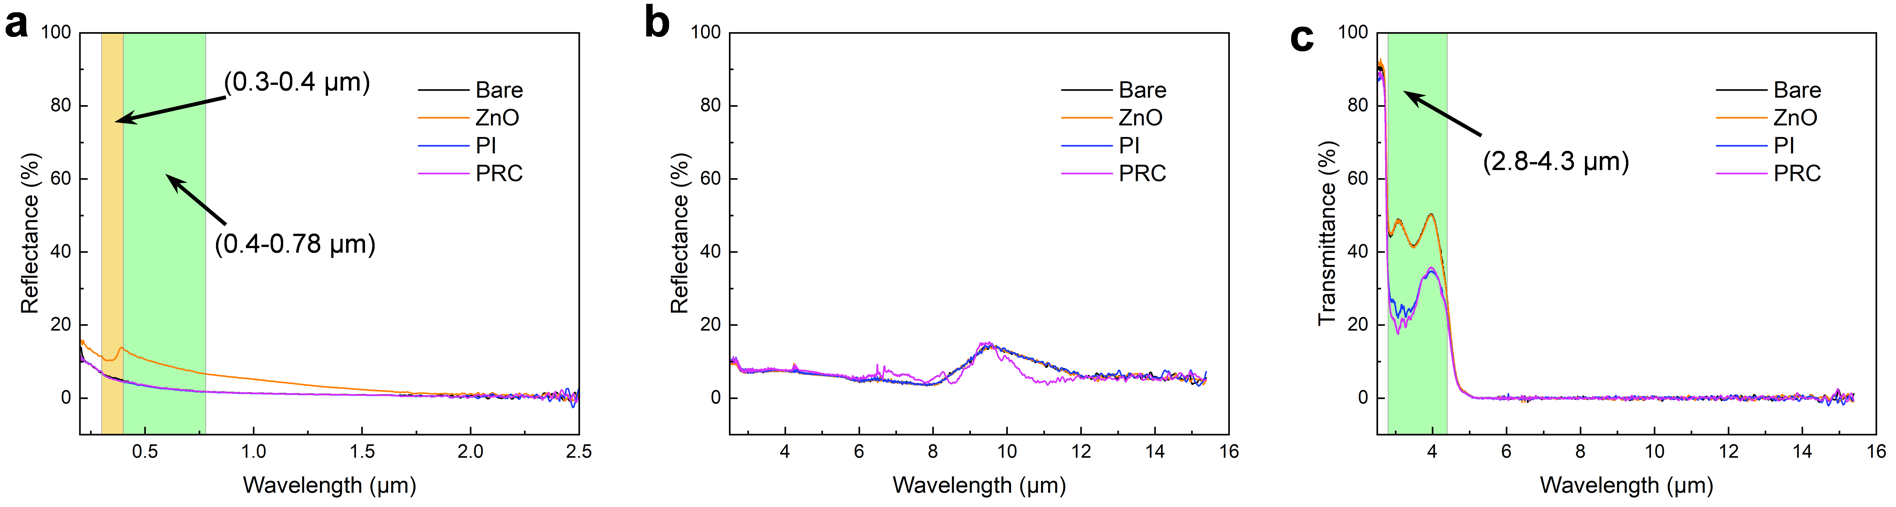 a
100
80
60
40
20
0
Reflectance (%)
(0.3-0.4 µm)
(0.4-0.78 µm)
Bare
ZnO
PI
PRC
0.5
1.0
1.5
2.0
2.5
Wavelength (µm)
b
100
80
60
40
20
0
Reflectance (%)
Bare
ZnO
PI
PRC
4
6
8
10
12
14
16
Wavelength (µm)
c
100
80
60
40
20
0
Transmittance (%)
(2.8-4.3 µm)
Bare
ZnO
PI
PRC
4
6
8
10
12
14
16
Wavelength (µm)